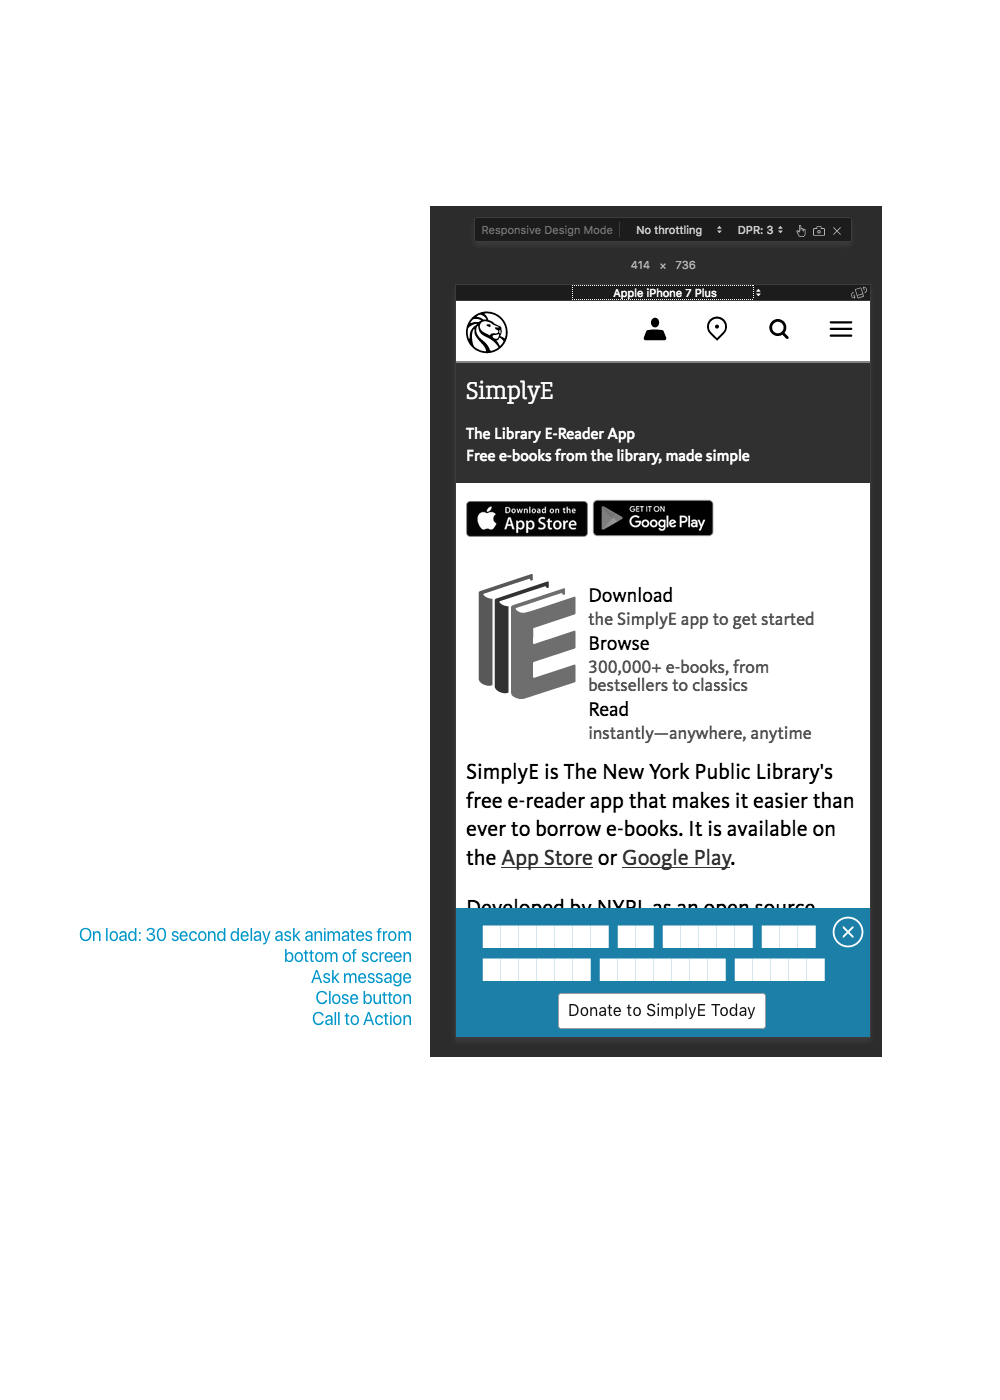 Responsive Design Mode No throttling DPR: 3
414 × 736
Apple iPhone 7 Plus
SimplyE
The Library E-Reader App
Free e-books from the library, made simple
Download on the
App Store
GET IT ON
Google Play
Download
the SimplyE app to get started
Browse
300,000+ e-books, from
bestsellers to classics
Read
instantly—anywhere, anytime
SimplyE is The New York Public Library's
free e-reader app that makes it easier than
ever to borrow e-books. It is available on
the App Store or Google Play.
Developed by NYPL as an open source
On load: 30 second delay ask animates from
bottom of screen
Ask message
Close button
Call to Action
Donate to SimplyE Today